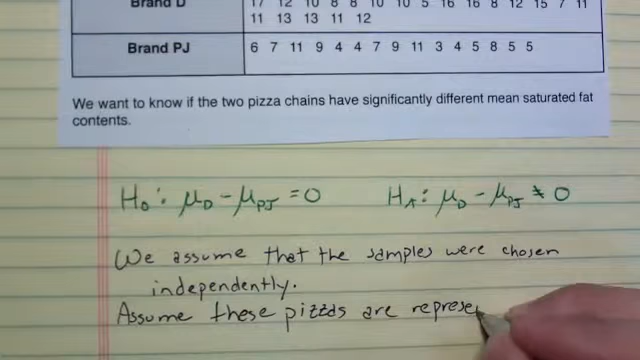 Brand D 17 12 10 8 8 10 10 5 16 16 8 12 15 7 11
11 13 13 11 12
Brand PJ 6 7 11 9 4 4 7 9 11 3 4 5 8 5 5
We want to know if the two pizza chains have significantly different mean saturated fat
contents.
H₀: μD - μPJ = 0 HA: μD - μPJ ≠ 0
We assume that the samples were chosen
independently.
Assume these pizzas are represe